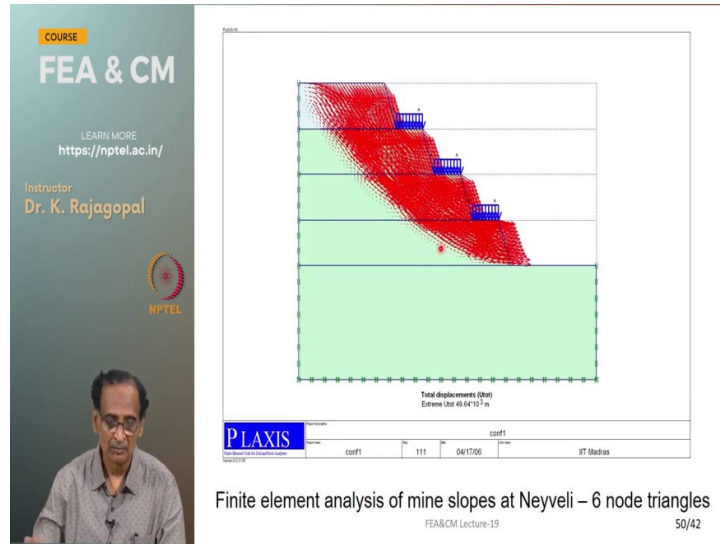 COURSE
FEA & CM
LEARN MORE
https://nptel.ac.in/
Instructor
Dr. K. Rajagopal
NPTEL
Total displacements (Utot)
Extreme Utot 49.64*10^3 m
PLAXIS
conf1
conf1
111
04/17/06
IIT Madras
Finite element analysis of mine slopes at Neyveli – 6 node triangles
FEA&CM Lecture-19
50/42